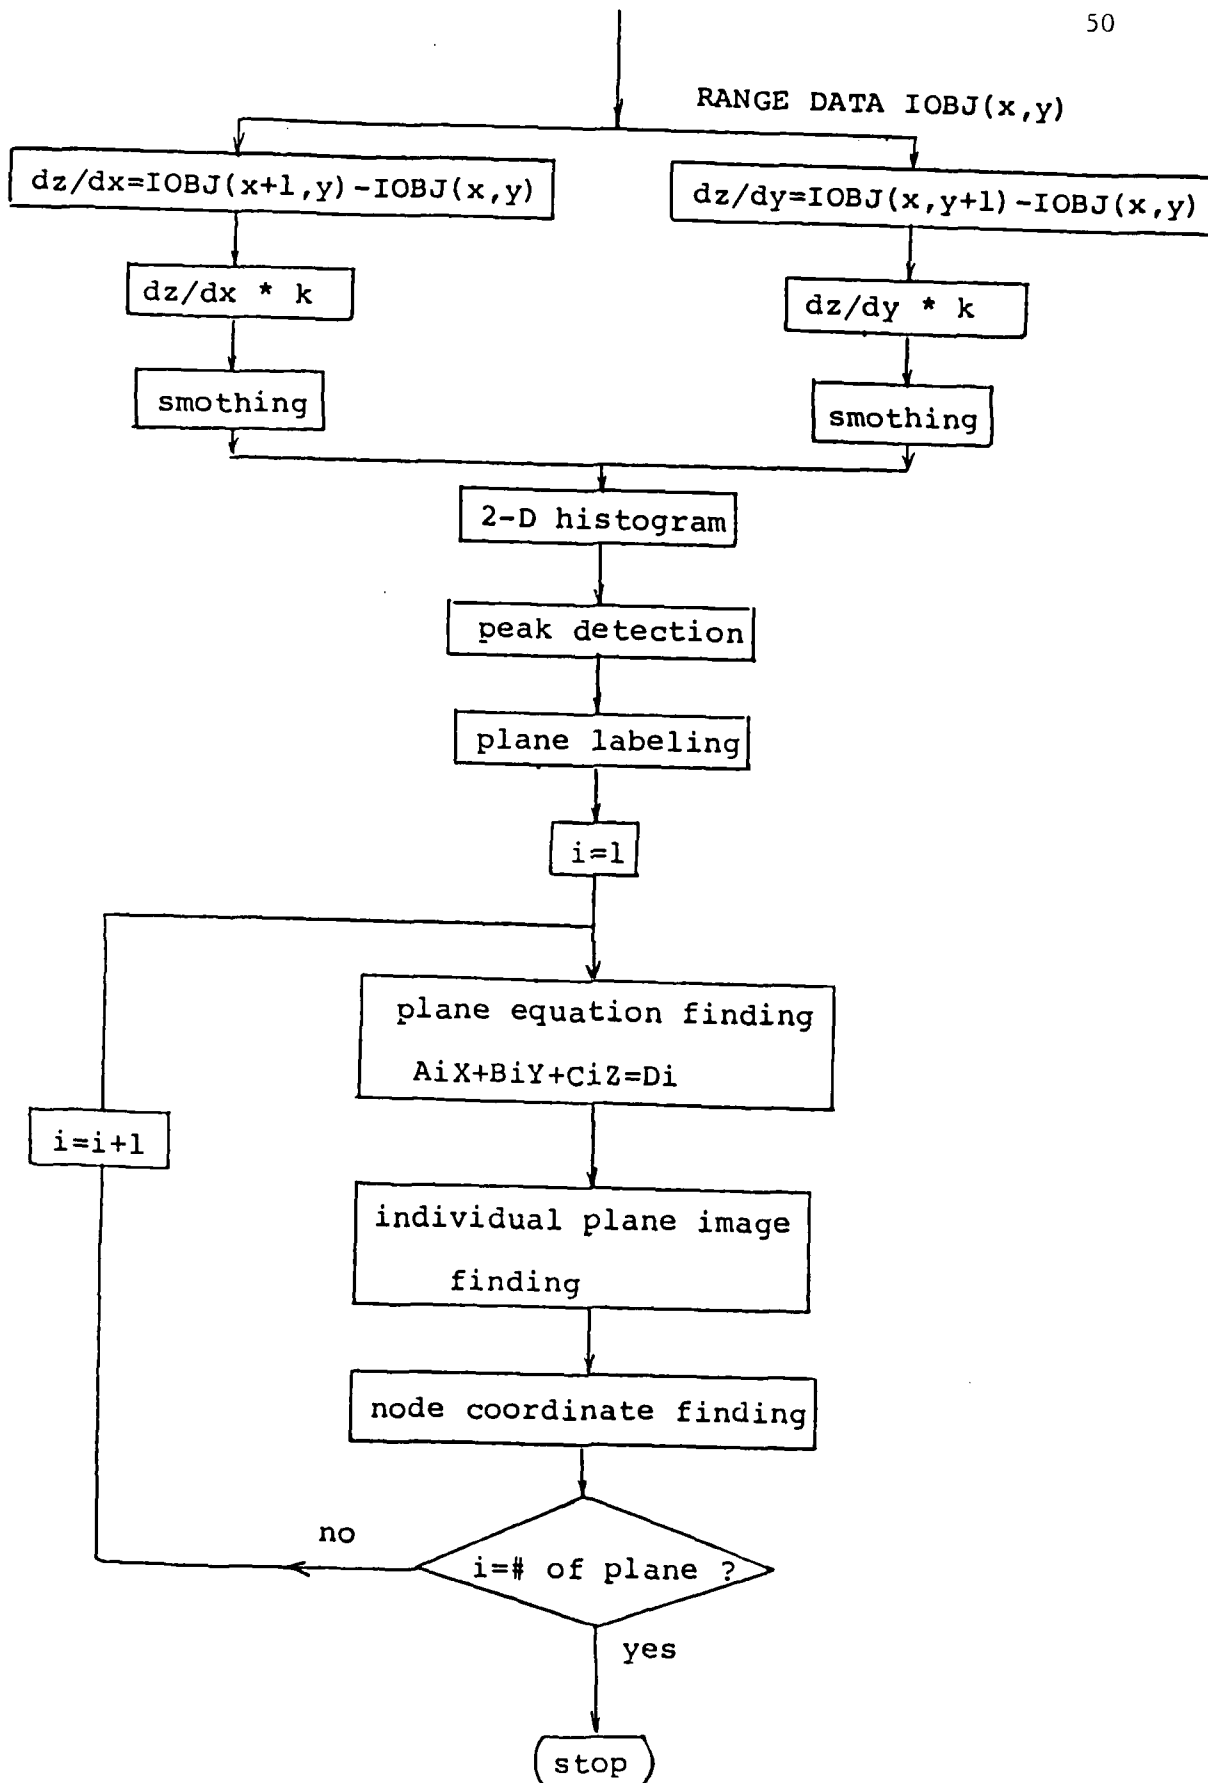 50
RANGE DATA IOBJ(x,y)
dz/dx=IOBJ(x+1,y)-IOBJ(x,y)
dz/dy=IOBJ(x,y+1)-IOBJ(x,y)
dz/dx * k
dz/dy * k
smothing
smothing
2-D histogram
peak detection
plane labeling
i=1
plane equation finding
AiX+BiY+CiZ=Di
i=i+1
individual plane image
finding
node coordinate finding
no
i=# of plane ?
yes
stop